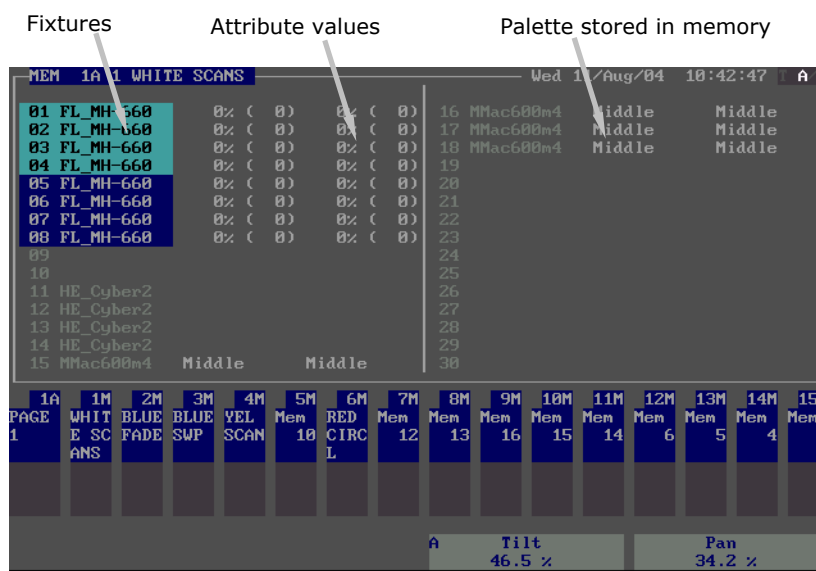 Fixtures Attribute values Palette stored in memory
MEM 1A 1 WHITE SCANS Wed 1 /Aug/04 10:42:47 T A
01 FL_MH-660 0% ( 0) 0% ( 0) 16 MMac600m4 Middle Middle
02 FL_MH-660 0% ( 0) 0% ( 0) 17 MMac600m4 Middle Middle
03 FL_MH-660 0% ( 0) 0% ( 0) 18 MMac600m4 Middle Middle
04 FL_MH-660 0% ( 0) 0% ( 0) 19
05 FL_MH-660 0% ( 0) 0% ( 0) 20
06 FL_MH-660 0% ( 0) 0% ( 0) 21
07 FL_MH-660 0% ( 0) 0% ( 0) 22
08 FL_MH-660 0% ( 0) 0% ( 0) 23
09 24
10 25
11 HE_Cyber2 26
12 HE_Cyber2 27
13 HE_Cyber2 28
14 HE_Cyber2 29
15 MMac600m4 Middle Middle 30
1A 1M 2M 3M 4M 5M 6M 7M 8M 9M 10M 11M 12M 13M 14M 15
PAGE WHIT BLUE BLUE YEL Mem RED Mem Mem Mem Mem Mem Mem Mem Mem Mem
1 E SC FADE SWP SCAN 10 CIRC 12 13 16 15 14 6 5 4
ANS L
A Tilt Pan
46.5 % 34.2 %